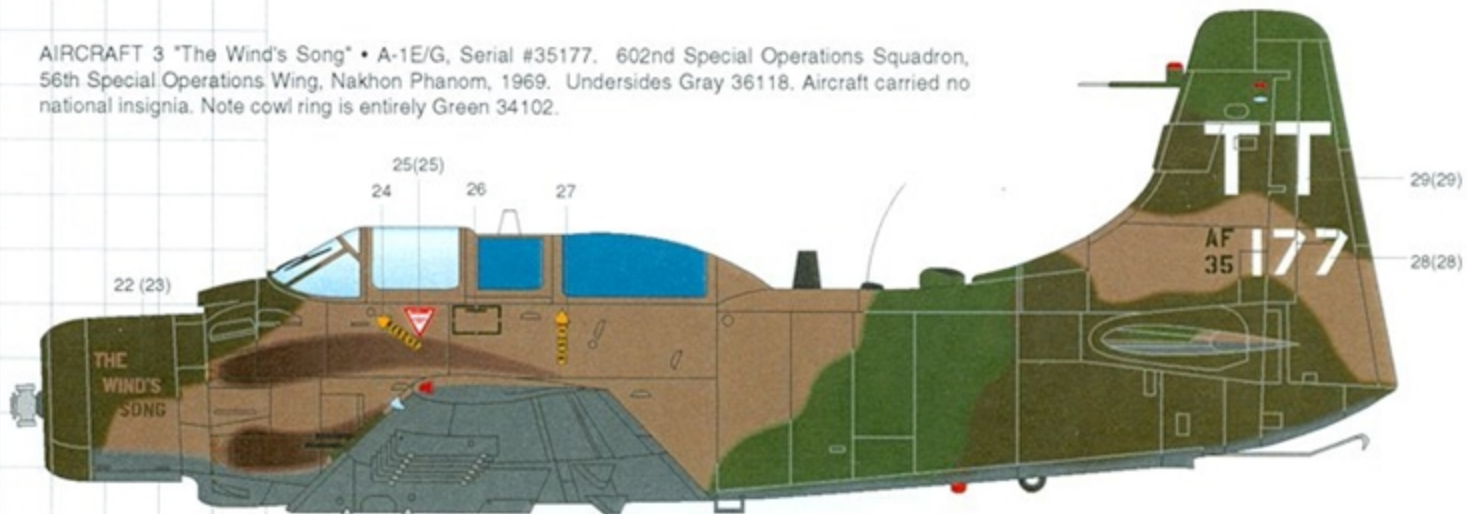 AIRCRAFT 3 "The Wind's Song" • A-1E/G, Serial #35177. 602nd Special Operations Squadron,
56th Special Operations Wing, Nakhon Phanom, 1969. Undersides Gray 36118. Aircraft carried no
national insignia. Note cowl ring is entirely Green 34102.
25(25)
24
26
27
22 (23)
THE
WIND'S
SONG
TT
29(29)
AF
35
177
28(28)